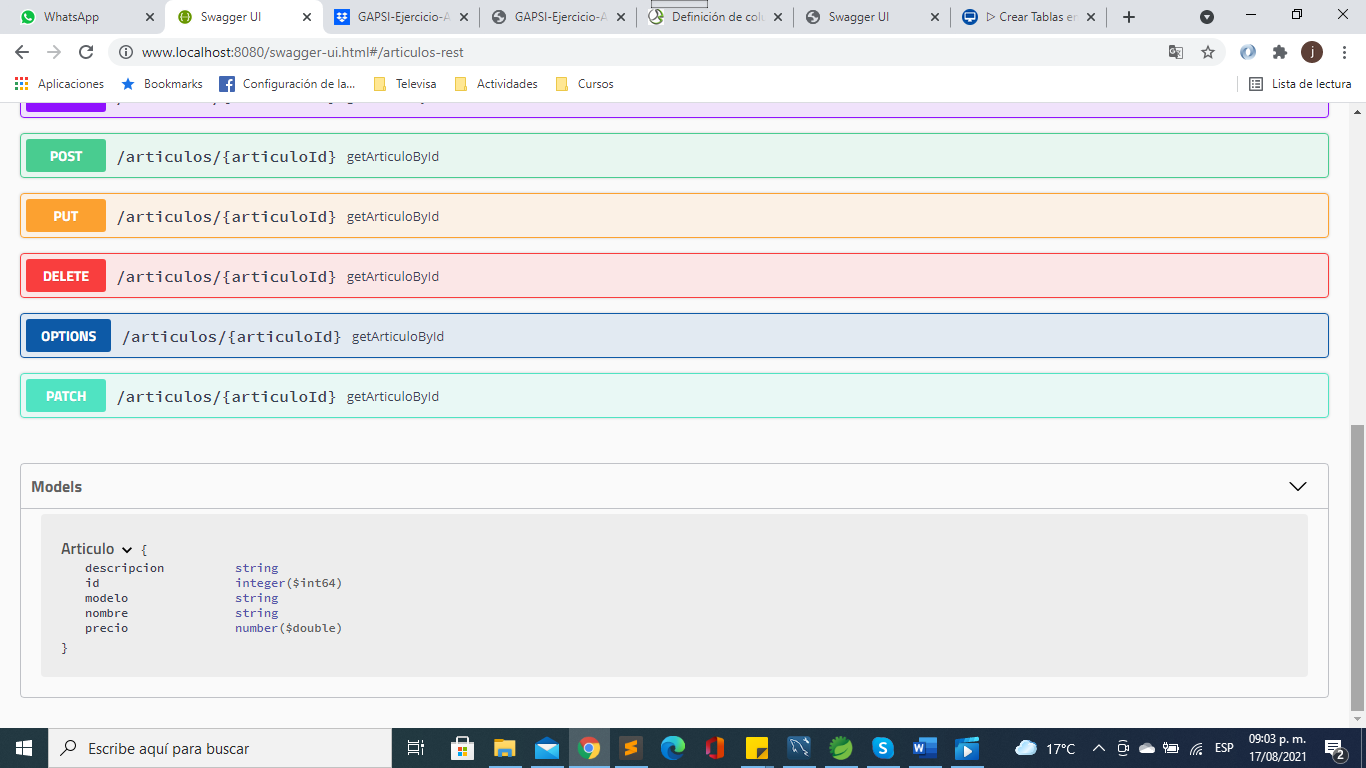 WhatsApp
Swagger UI
GAPSI-Ejercicio-A
GAPSI-Ejercicio-A
Definición de colu
Swagger UI
▷ Crear Tablas en
www.localhost:8080/swagger-ui.html#/articulos-rest
j
Aplicaciones
Bookmarks
Configuración de la...
Televisa
Actividades
Cursos
Lista de lectura
POST /articulos/{articuloId} getArticuloById
PUT /articulos/{articuloId} getArticuloById
DELETE /articulos/{articuloId} getArticuloById
OPTIONS /articulos/{articuloId} getArticuloById
PATCH /articulos/{articuloId} getArticuloById
Models
Articulo {
descripcion string
id integer($int64)
modelo string
nombre string
precio number($double)
}
Escribe aquí para buscar
17°C
ESP
09:03 p. m.
17/08/2021
2